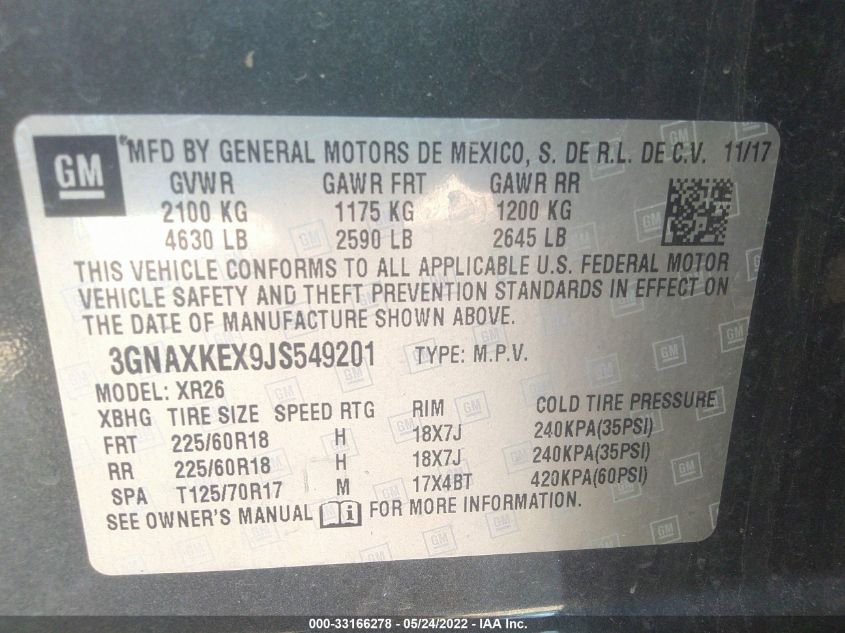 GM
MFD BY GENERAL MOTORS DE MEXICO, S. DE R.L. DE C.V. 11/17
GVWR GAWR FRT GAWR RR
2100 KG 1175 KG 1200 KG
4630 LB 2590 LB 2645 LB
THIS VEHICLE CONFORMS TO ALL APPLICABLE U.S. FEDERAL MOTOR
VEHICLE SAFETY AND THEFT PREVENTION STANDARDS IN EFFECT ON
THE DATE OF MANUFACTURE SHOWN ABOVE.
3GNAXKEX9JS549201 TYPE: M.P.V.
MODEL: XR26
XBHG TIRE SIZE SPEED RTG RIM COLD TIRE PRESSURE
FRT 225/60R18 H 18X7J 240KPA(35PSI)
RR 225/60R18 H 18X7J 240KPA(35PSI)
SPA T125/70R17 M 17X4BT 420KPA(60PSI)
SEE OWNER'S MANUAL FOR MORE INFORMATION.
000-33166278 - 05/24/2022 - IAA Inc.